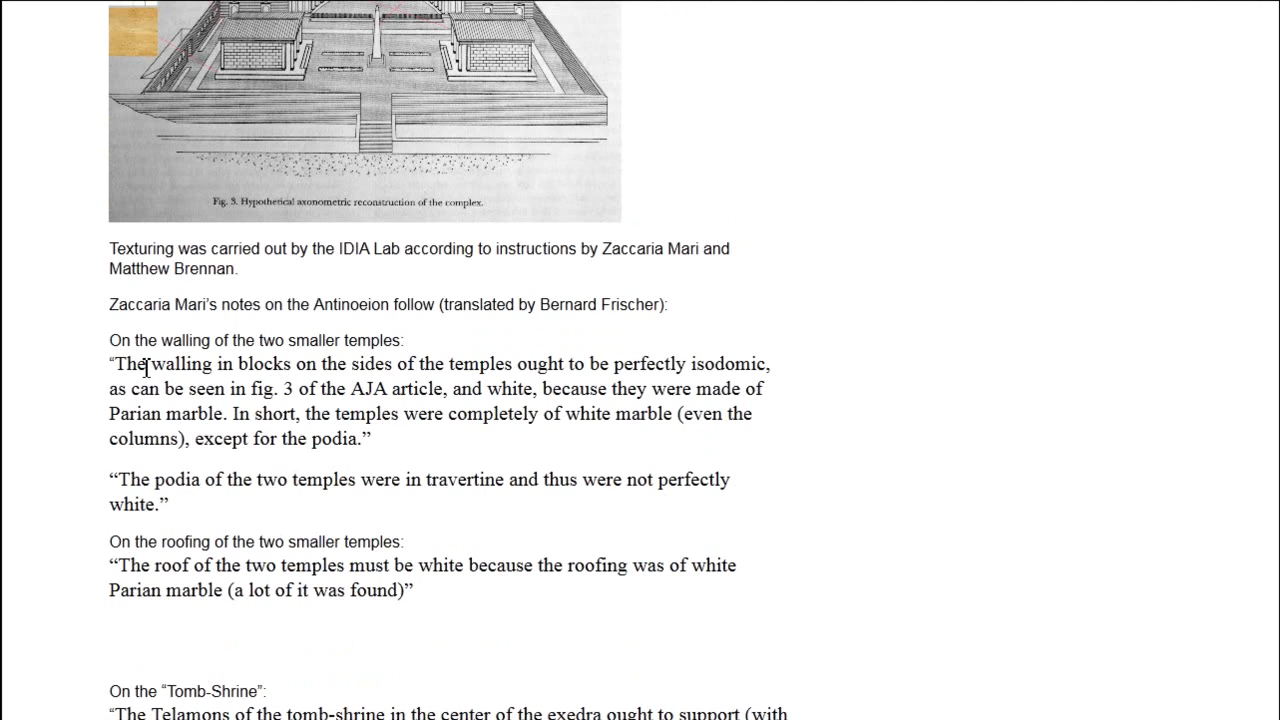 Fig. 3. Hypothetical axonometric reconstruction of the complex.
Texturing was carried out by the IDIA Lab according to instructions by Zaccaria Mari and
Matthew Brennan.
Zaccaria Mari’s notes on the Antinoeion follow (translated by Bernard Frischer):
On the walling of the two smaller temples:
“The walling in blocks on the sides of the temples ought to be perfectly isodomic,
as can be seen in fig. 3 of the AJA article, and white, because they were made of
Parian marble. In short, the temples were completely of white marble (even the
columns), except for the podia.”
“The podia of the two temples were in travertine and thus were not perfectly
white.”
On the roofing of the two smaller temples:
“The roof of the two temples must be white because the roofing was of white
Parian marble (a lot of it was found)”
On the “Tomb-Shrine”:
“The Telamons of the tomb-shrine in the center of the exedra ought to support (with